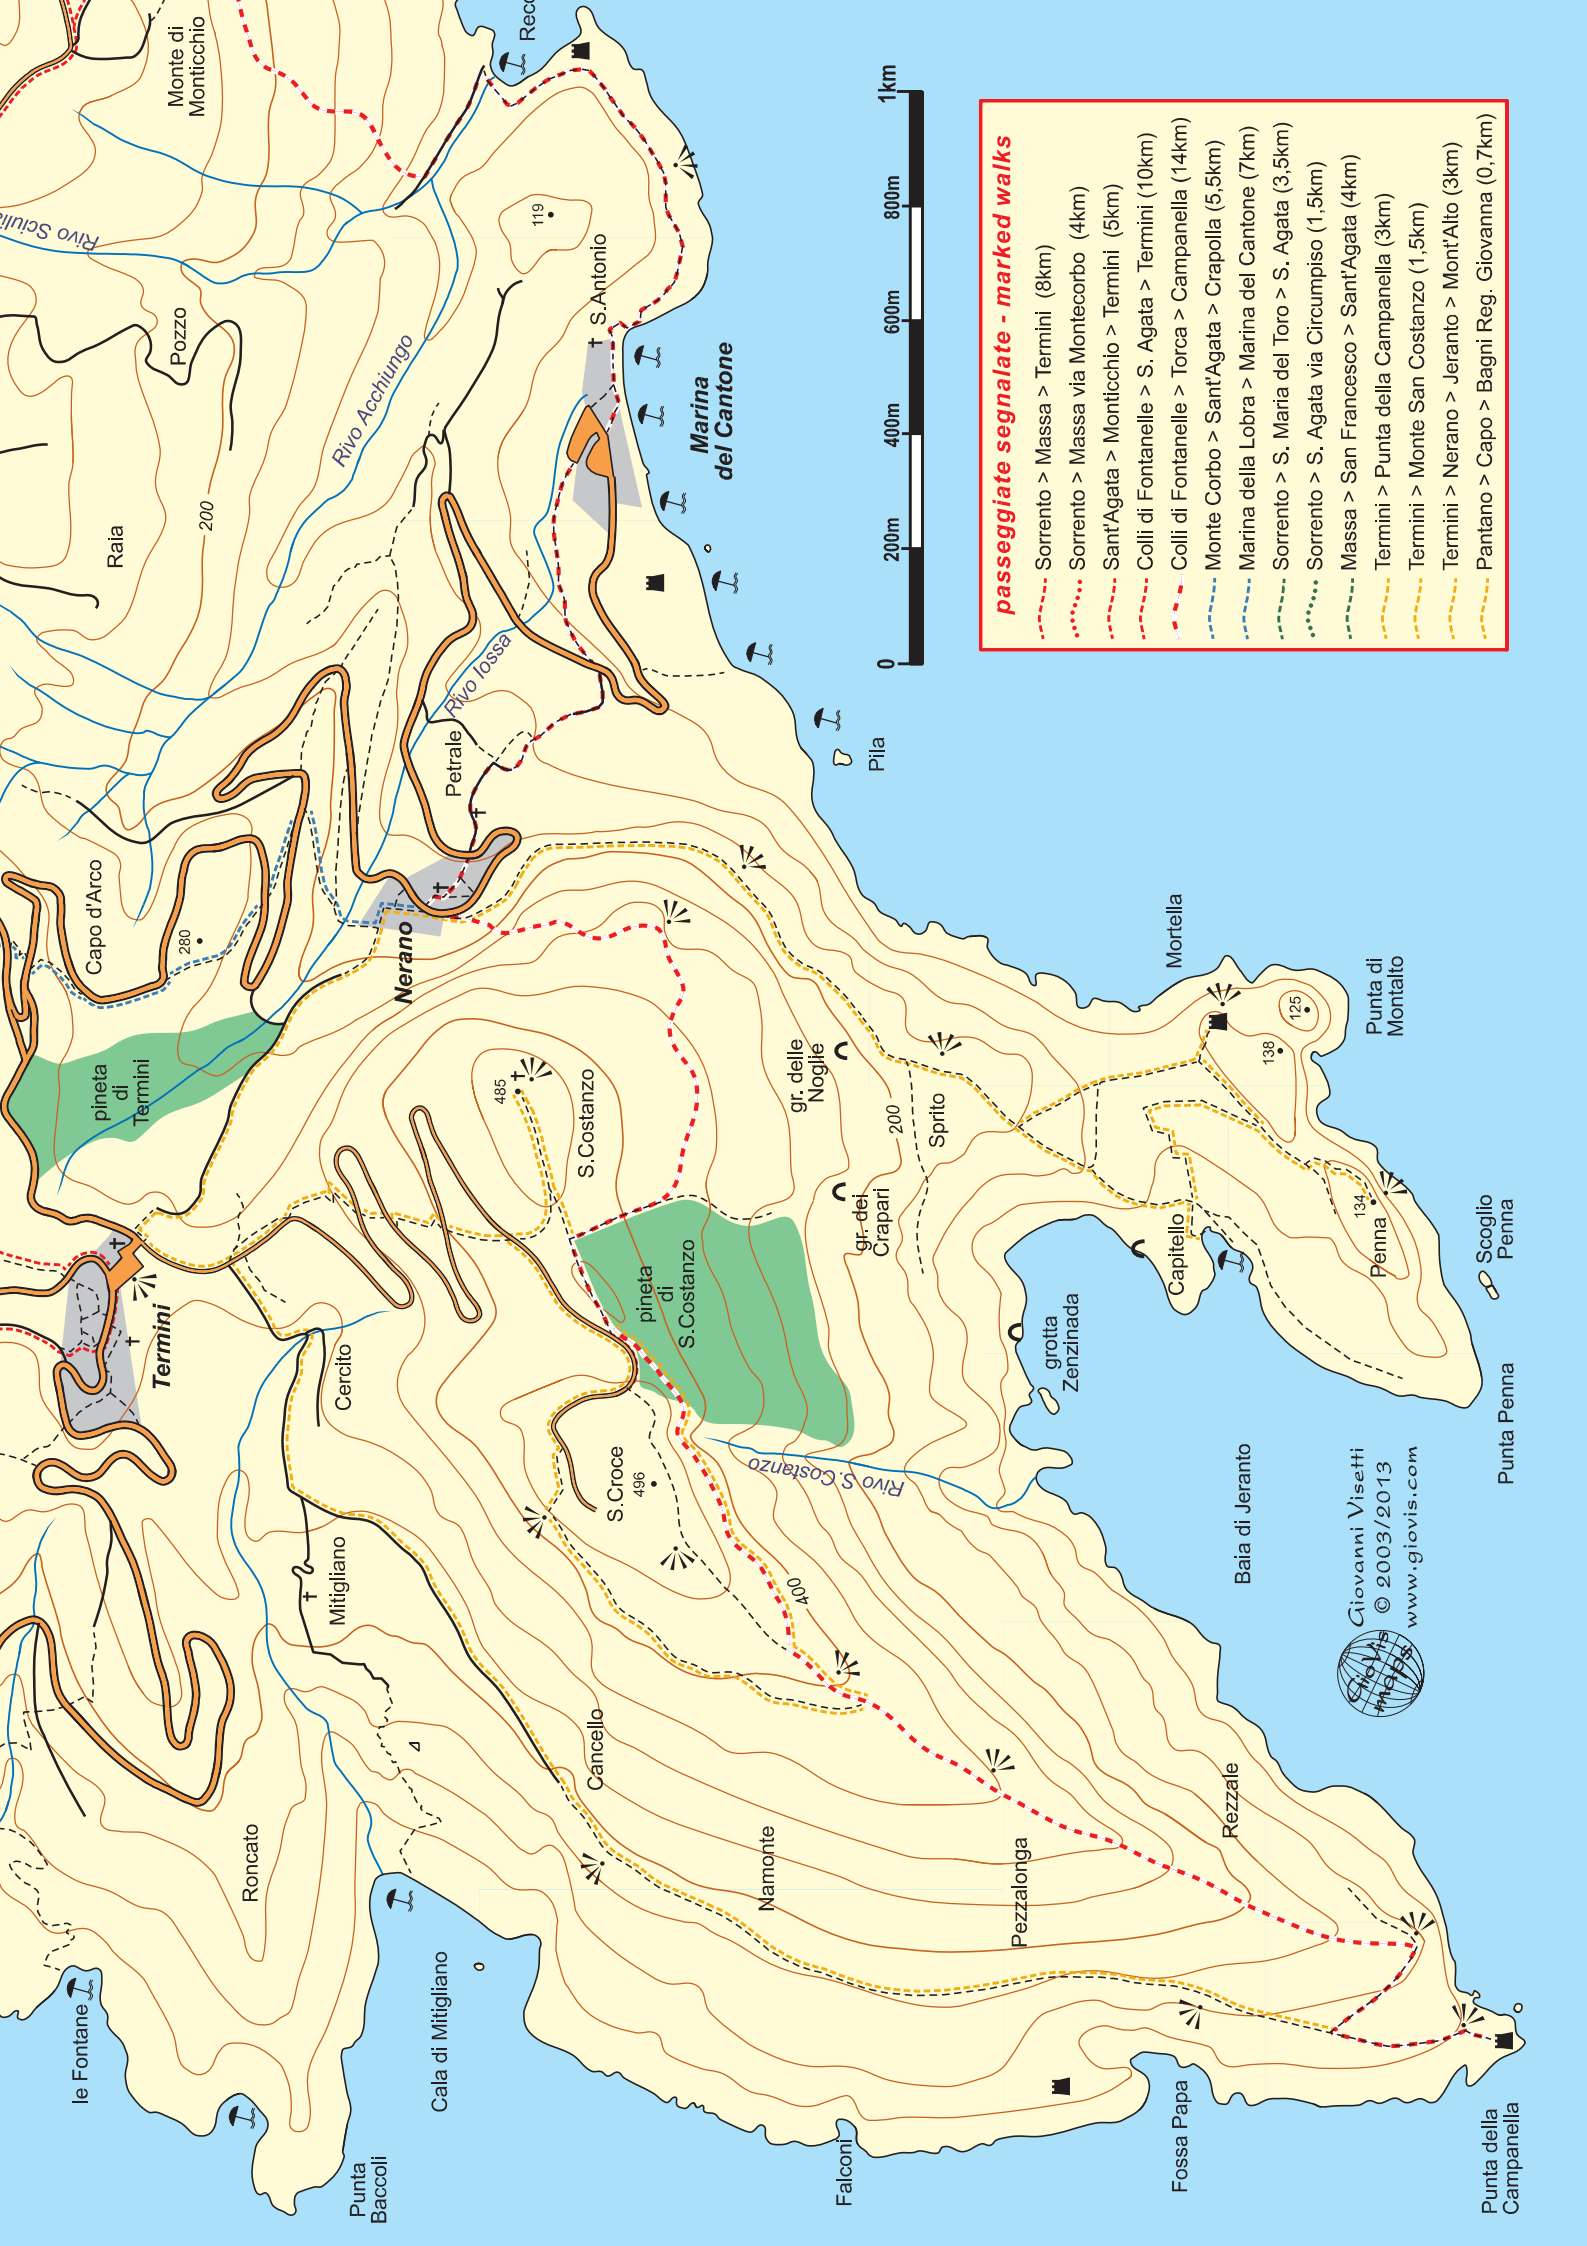 Monte di
Monticchio
Recc
Rivo Sciulia
119
Pozzo
S.Antonio
Rivo Acchiungo
Marina
del Cantone
Raia
200
Rivo Iossa
Petrale
Pila
Capo d'Arco
280
Nerano
pineta
di
Termini
485
S.Costanzo
gr. delle
Noglie
200
Sprito
gr. dei
Crapari
Mortella
125
138
Punta di
Montalto
Capitello
134
Penna
Scoglio
Penna
Punta Penna
Termini
Cercito
pineta
di
S.Costanzo
grotta
Zenzinada
S.Croce
496
Rivo S.Costanzo
Baia di Jeranto
Mitigliano
400
Cancello
Roncato
Namonte
Pezzalonga
Rezzale
le Fontane
Cala di Mitigliano
Punta
Baccoli
Falconi
Fossa Papa
Punta della
Campanella
0
200m
400m
600m
800m
1km
passeggiate segnalate - marked walks
Sorrento > Massa > Termini (8km)
Sorrento > Massa via Montecorbo (4km)
Sant'Agata > Monticchio > Termini (5km)
Colli di Fontanelle > S. Agata > Termini (10km)
Colli di Fontanelle > Torca > Campanella (14km)
Monte Corbo > Sant'Agata > Crapolla (5,5km)
Marina della Lobra > Marina del Cantone (7km)
Sorrento > S. Maria del Toro > S. Agata (3,5km)
Sorrento > S. Agata via Circumpiso (1,5km)
Massa > San Francesco > Sant'Agata (4km)
Termini > Punta della Campanella (3km)
Termini > Monte San Costanzo (1,5km)
Termini > Nerano > Jeranto > Mont'Alto (3km)
Pantano > Capo > Bagni Reg. Giovanna (0,7km)
GioVis
maps
Giovanni Visetti
© 2003/2013
www.giovis.com